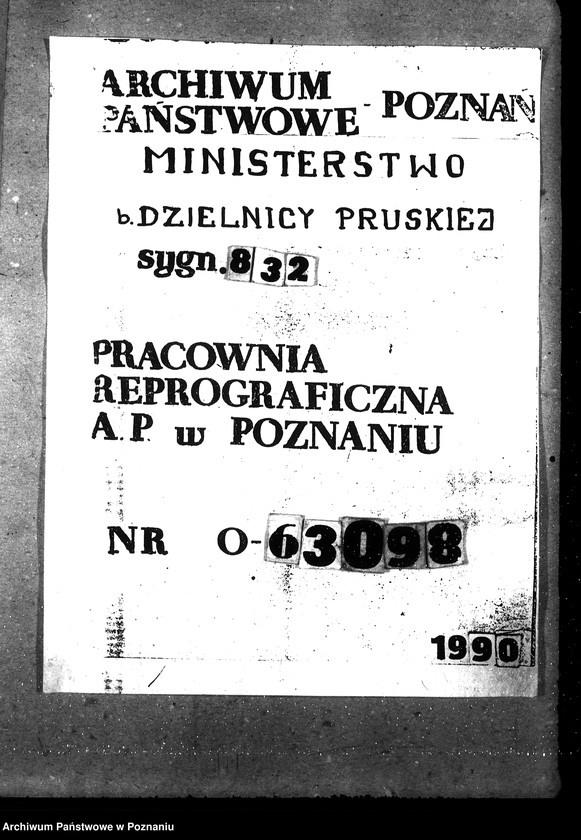 ARCHIWUM
PAŃSTWOWE - POZNAŃ
MINISTERSTWO
b. DZIELNICY PRUSKIEJ
sygn. 832
PRACOWNIA
REPROGRAFICZNA
A.P. w POZNANIU
NR O-63098
1990
Archiwum Państwowe w Poznaniu